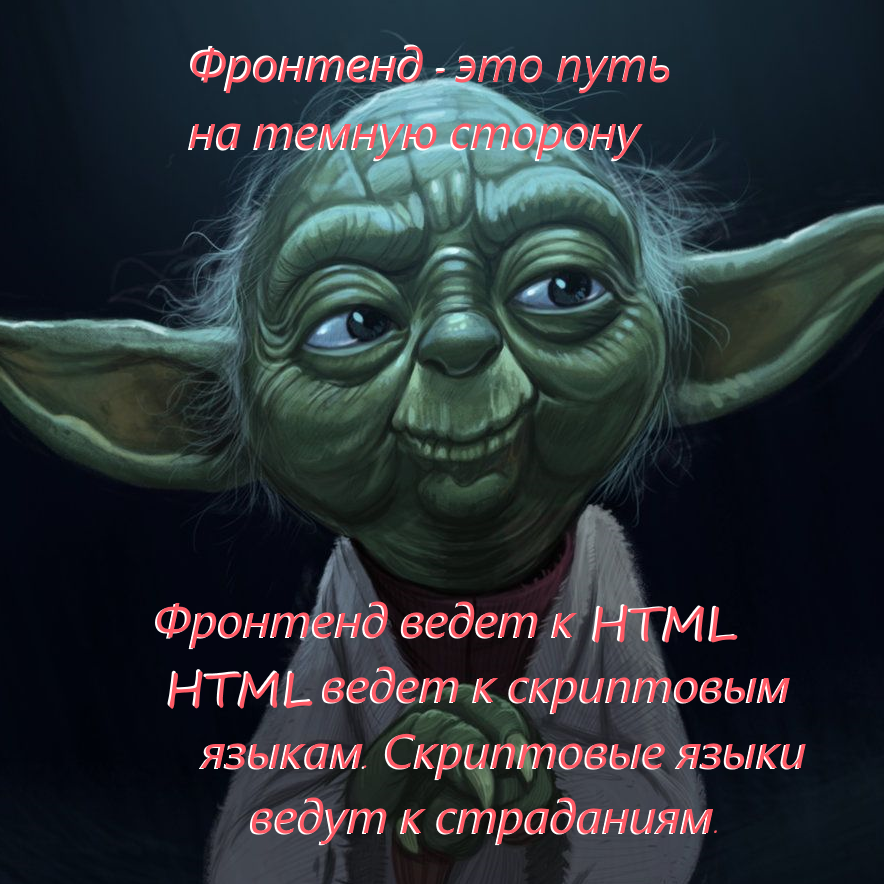 Фронтенд - это путь
на темную сторону
Фронтенд ведет к HTML
HTML ведет к скриптовым
языкам. Скриптовые языки
ведут к страданиям.